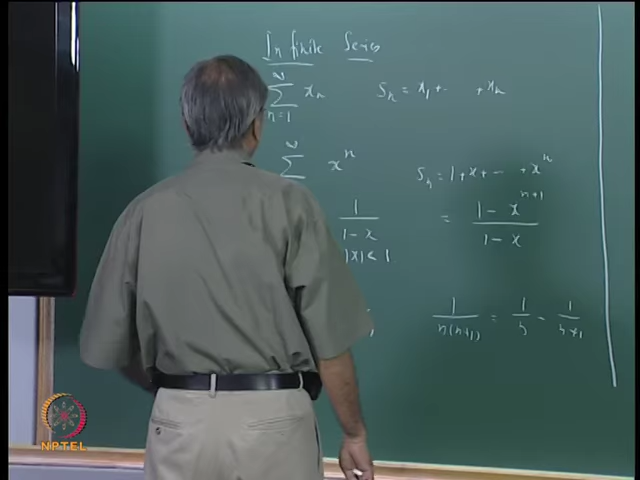 Infinite Series
∞
∑ xₙ Sₙ = x₁ + · · · + xₙ
n=1
∞
∑ xⁿ Sₙ = 1 + x + · · · + xⁿ
1/(1-x) = (1 - xⁿ⁺¹)/(1 - x)
|x| < 1
1/(n(n+1)) = 1/n - 1/(n+1)
NPTEL